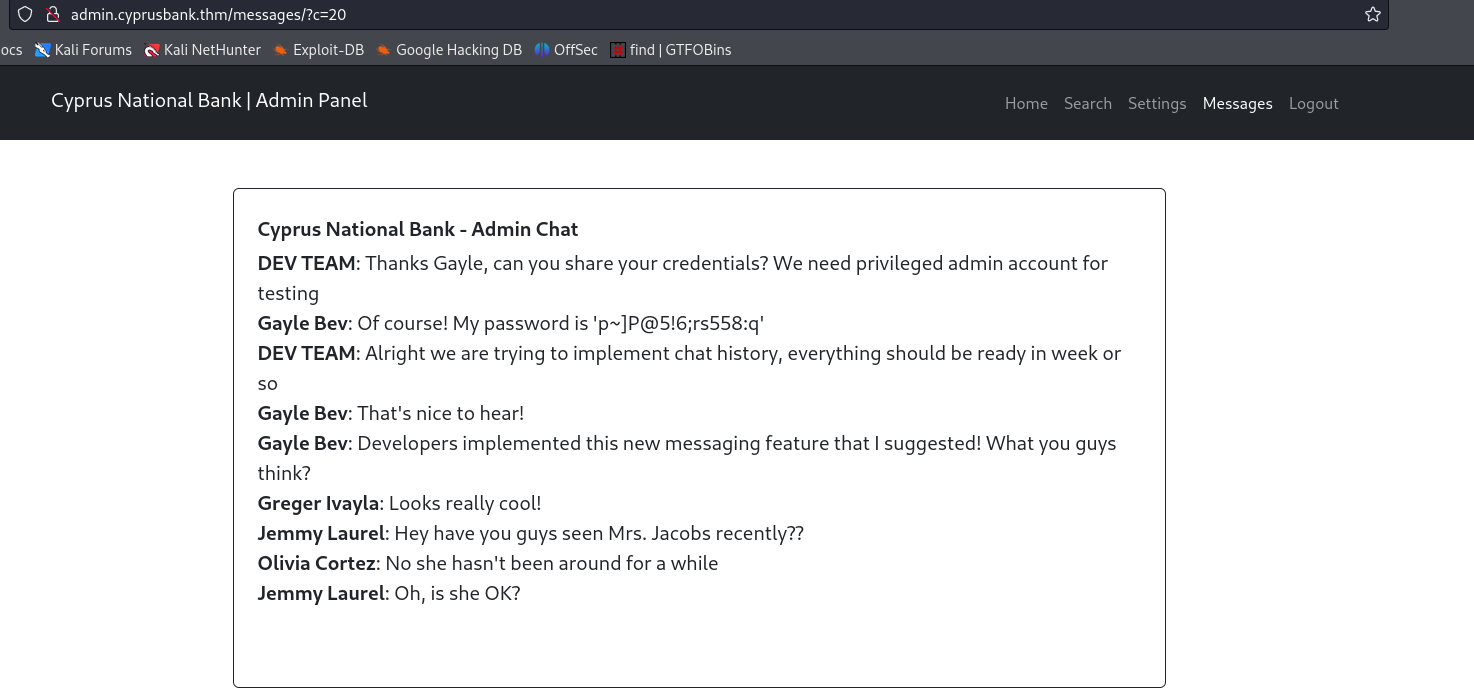 admin.cyprusbank.thm/messages/?c=20
ocs Kali Forums Kali NetHunter Exploit-DB Google Hacking DB OffSec find | GTFOBins
Cyprus National Bank | Admin Panel Home Search Settings Messages Logout
Cyprus National Bank - Admin Chat
DEV TEAM: Thanks Gayle, can you share your credentials? We need privileged admin account for
testing
Gayle Bev: Of course! My password is 'p~]P@5!6;rs558:q'
DEV TEAM: Alright we are trying to implement chat history, everything should be ready in week or
so
Gayle Bev: That's nice to hear!
Gayle Bev: Developers implemented this new messaging feature that I suggested! What you guys
think?
Greger Ivayla: Looks really cool!
Jemmy Laurel: Hey have you guys seen Mrs. Jacobs recently??
Olivia Cortez: No she hasn't been around for a while
Jemmy Laurel: Oh, is she OK?